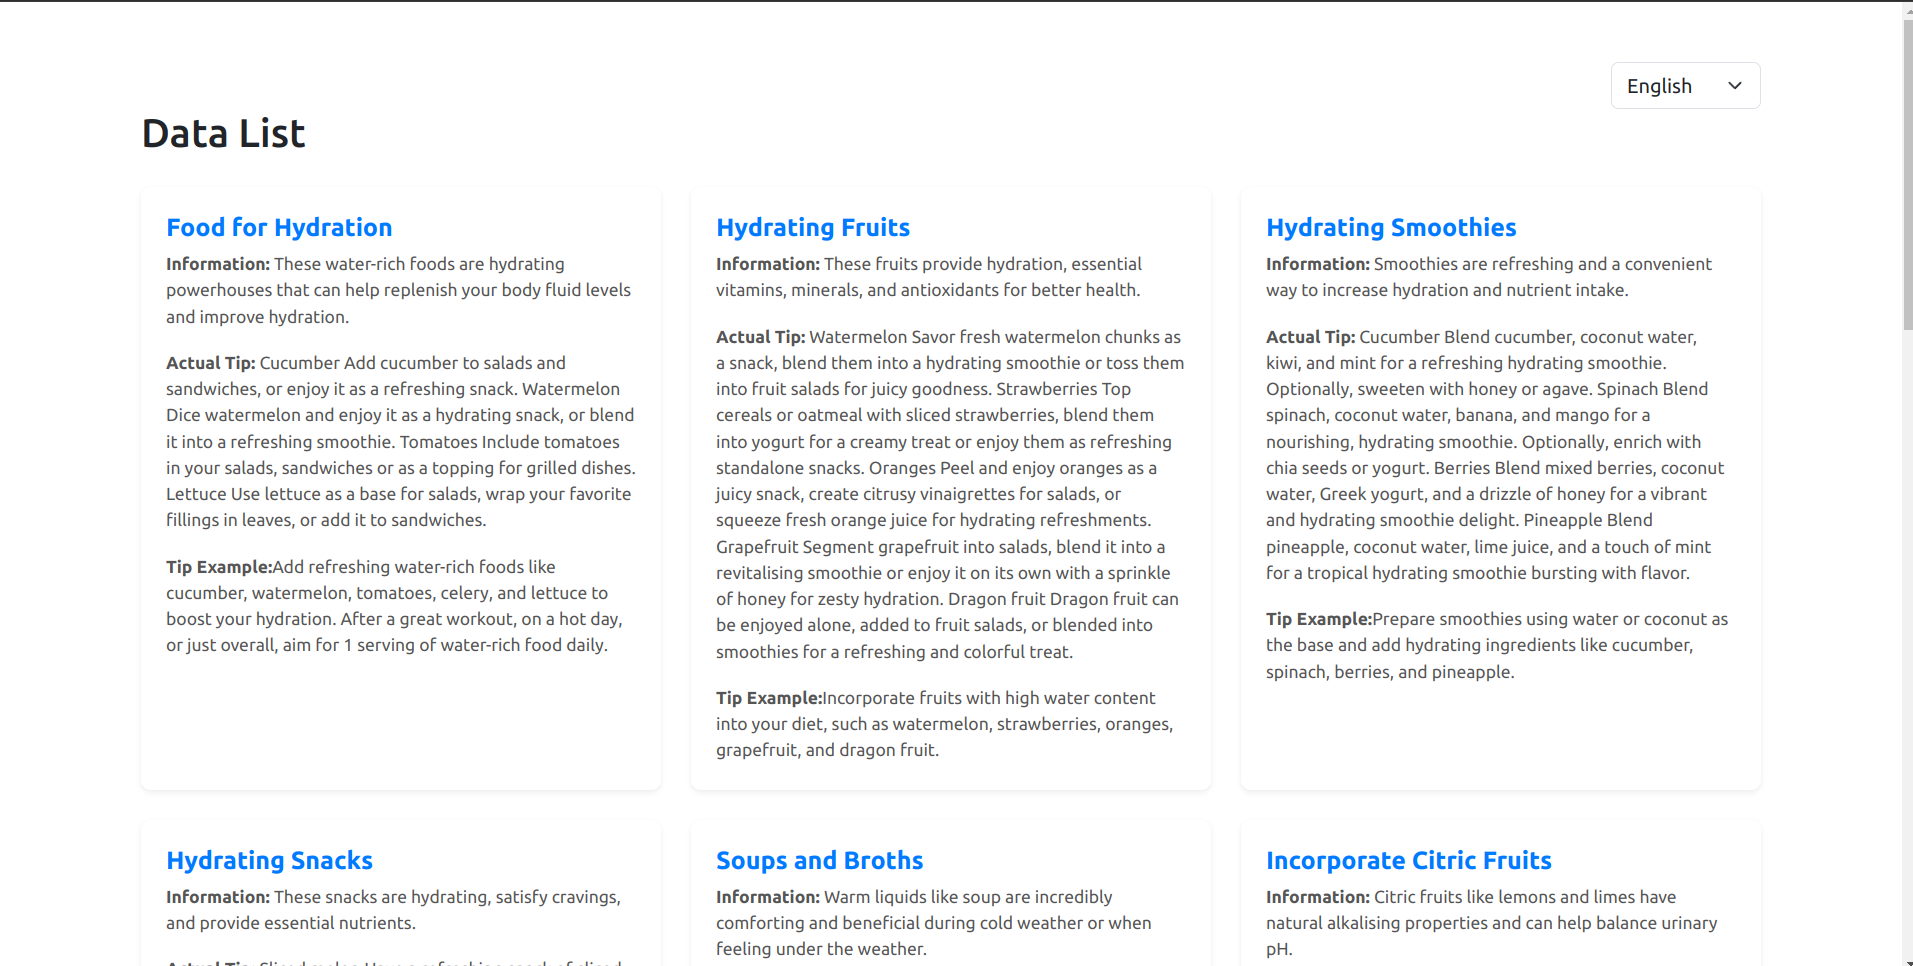 English
Data List
Food for Hydration
Information: These water-rich foods are hydrating
powerhouses that can help replenish your body fluid levels
and improve hydration.
Actual Tip: Cucumber Add cucumber to salads and
sandwiches, or enjoy it as a refreshing snack. Watermelon
Dice watermelon and enjoy it as a hydrating snack, or blend
it into a refreshing smoothie. Tomatoes Include tomatoes
in your salads, sandwiches or as a topping for grilled dishes.
Lettuce Use lettuce as a base for salads, wrap your favorite
fillings in leaves, or add it to sandwiches.
Tip Example:Add refreshing water-rich foods like
cucumber, watermelon, tomatoes, celery, and lettuce to
boost your hydration. After a great workout, on a hot day,
or just overall, aim for 1 serving of water-rich food daily.
Hydrating Fruits
Information: These fruits provide hydration, essential
vitamins, minerals, and antioxidants for better health.
Actual Tip: Watermelon Savor fresh watermelon chunks as
a snack, blend them into a hydrating smoothie or toss them
into fruit salads for juicy goodness. Strawberries Top
cereals or oatmeal with sliced strawberries, blend them
into yogurt for a creamy treat or enjoy them as refreshing
standalone snacks. Oranges Peel and enjoy oranges as a
juicy snack, create citrusy vinaigrettes for salads, or
squeeze fresh orange juice for hydrating refreshments.
Grapefruit Segment grapefruit into salads, blend it into a
revitalising smoothie or enjoy it on its own with a sprinkle
of honey for zesty hydration. Dragon fruit Dragon fruit can
be enjoyed alone, added to fruit salads, or blended into
smoothies for a refreshing and colorful treat.
Tip Example:Incorporate fruits with high water content
into your diet, such as watermelon, strawberries, oranges,
grapefruit, and dragon fruit.
Hydrating Smoothies
Information: Smoothies are refreshing and a convenient
way to increase hydration and nutrient intake.
Actual Tip: Cucumber Blend cucumber, coconut water,
kiwi, and mint for a refreshing hydrating smoothie.
Optionally, sweeten with honey or agave. Spinach Blend
spinach, coconut water, banana, and mango for a
nourishing, hydrating smoothie. Optionally, enrich with
chia seeds or yogurt. Berries Blend mixed berries, coconut
water, Greek yogurt, and a drizzle of honey for a vibrant
and hydrating smoothie delight. Pineapple Blend
pineapple, coconut water, lime juice, and a touch of mint
for a tropical hydrating smoothie bursting with flavor.
Tip Example:Prepare smoothies using water or coconut as
the base and add hydrating ingredients like cucumber,
spinach, berries, and pineapple.
Hydrating Snacks
Information: These snacks are hydrating, satisfy cravings,
and provide essential nutrients.
Soups and Broths
Information: Warm liquids like soup are incredibly
comforting and beneficial during cold weather or when
feeling under the weather.
Incorporate Citric Fruits
Information: Citric fruits like lemons and limes have
natural alkalising properties and can help balance urinary
pH.